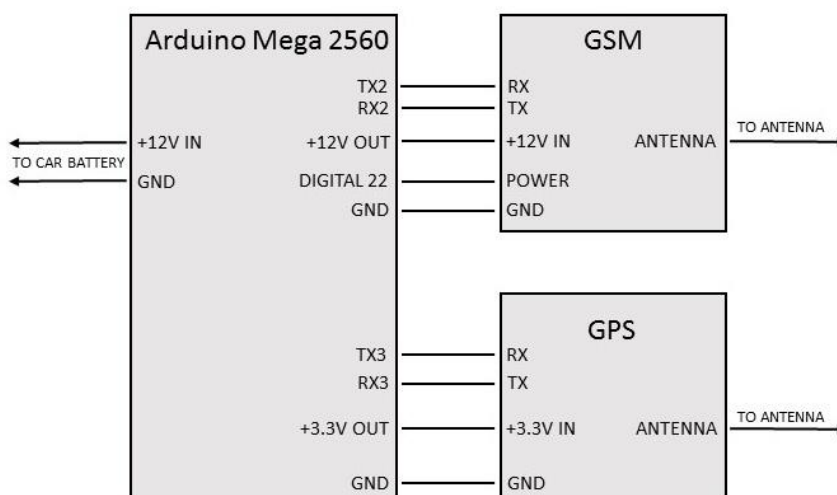 Arduino Mega 2560
GSM
TX2
RX
RX2
TX
+12V IN
+12V OUT
+12V IN
ANTENNA
TO ANTENNA
TO CAR BATTERY
GND
DIGITAL 22
POWER
GND
GND
GPS
TX3
RX
RX3
TX
+3.3V OUT
+3.3V IN
ANTENNA
TO ANTENNA
GND
GND